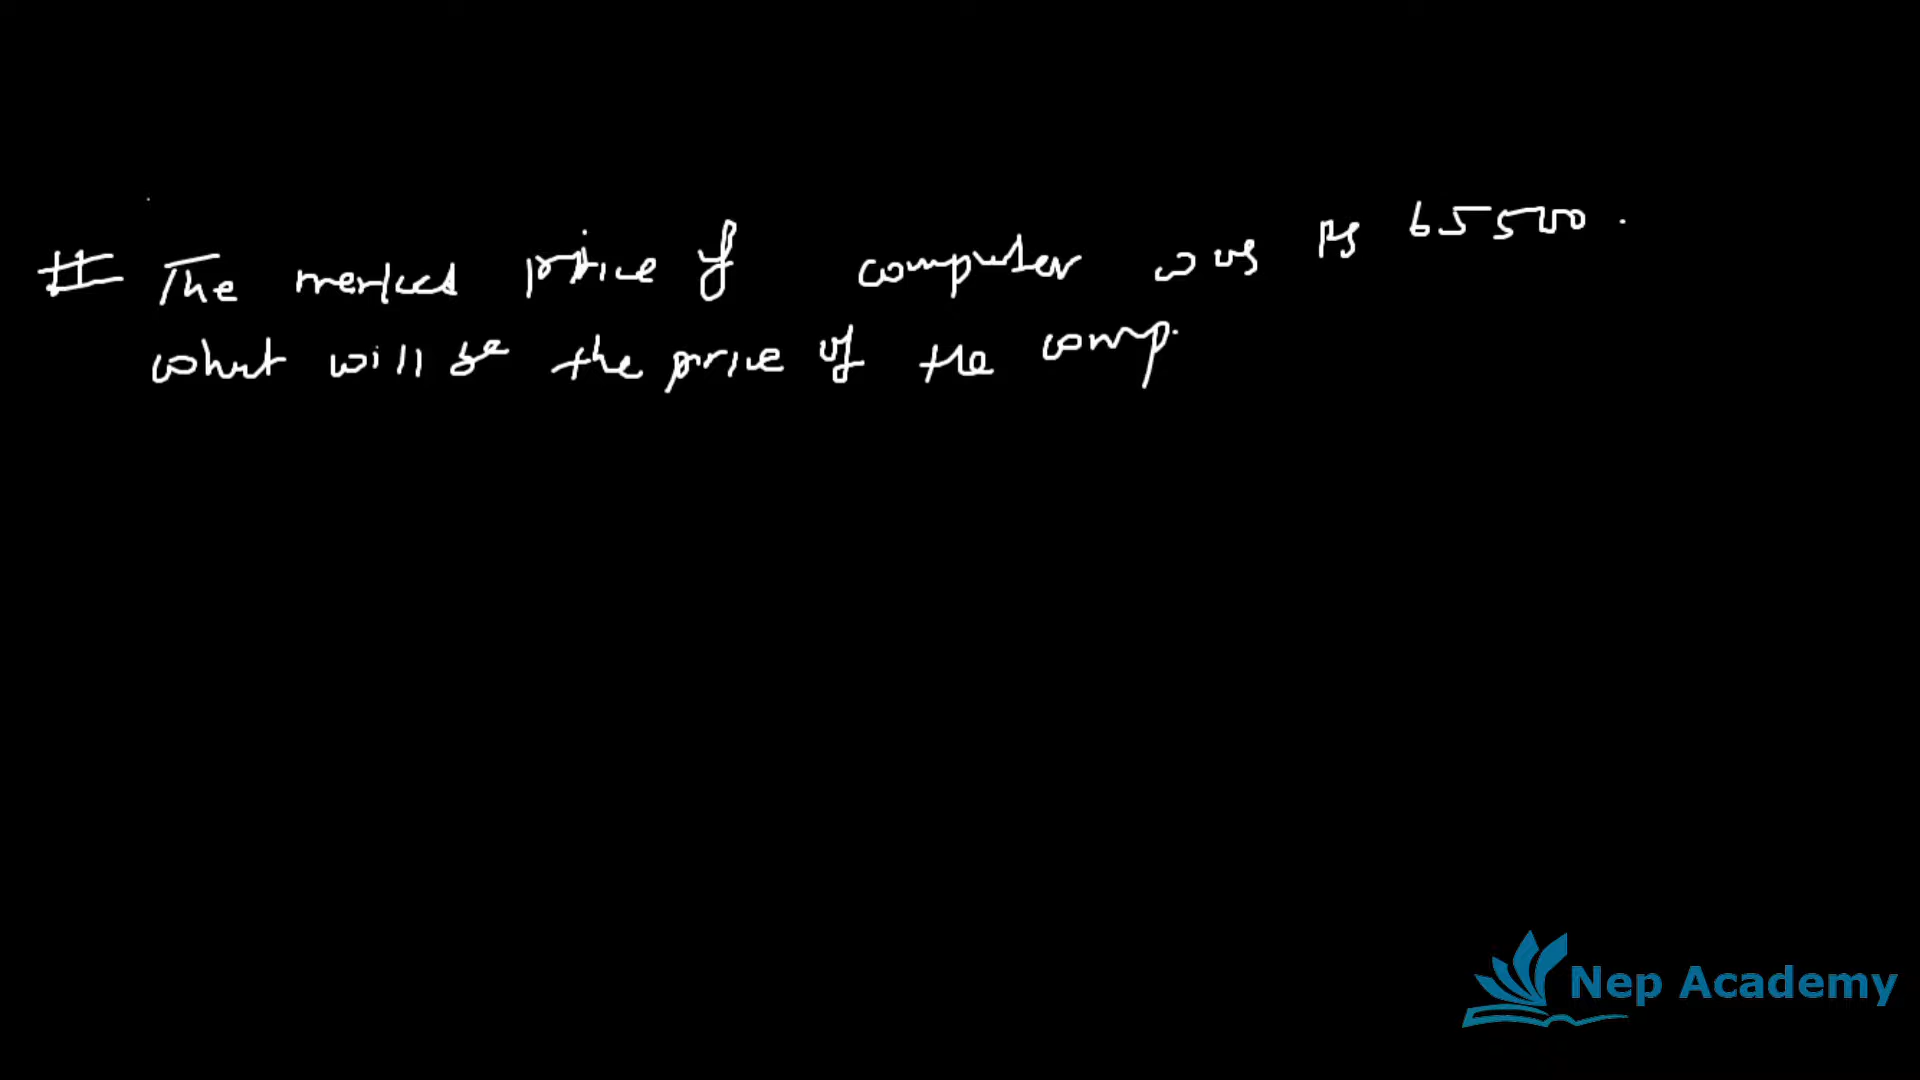 # The marked price of computer was Rs 65500.
what will be the price of the comp.
Nep Academy